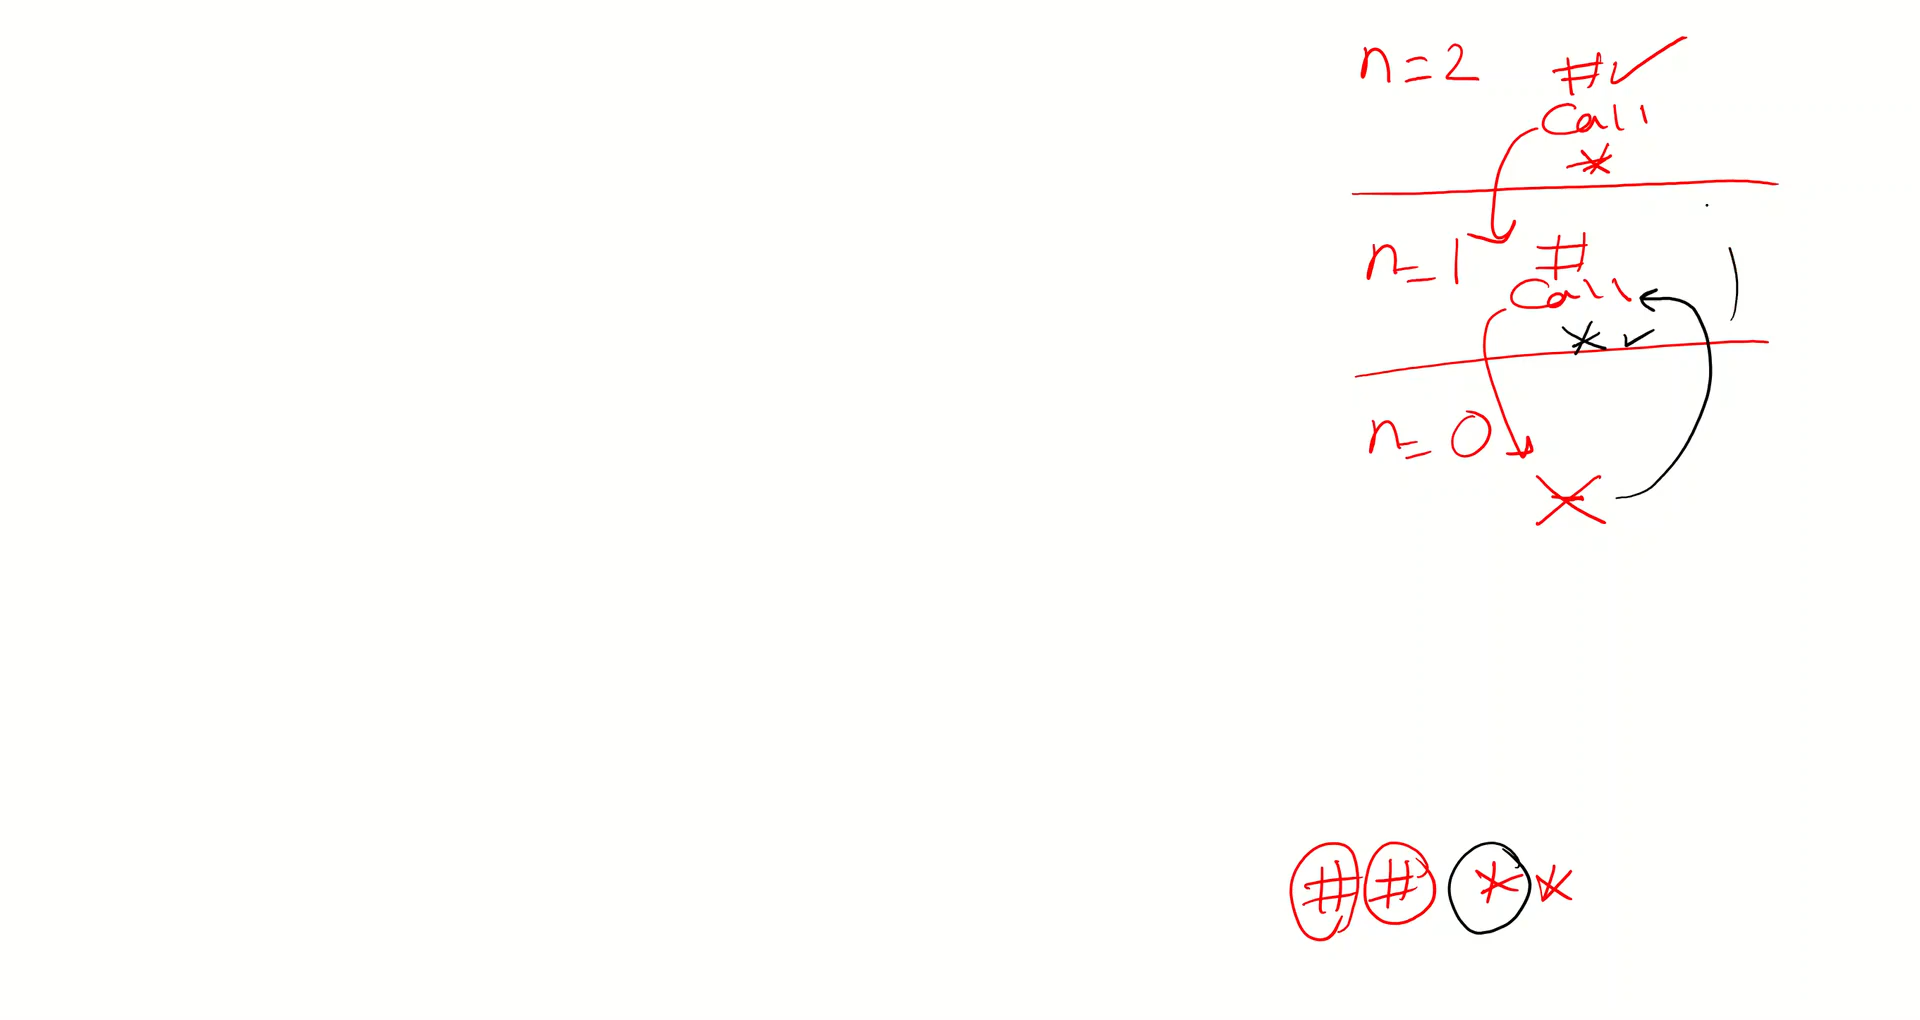 n=2 #✓
Call
*
n=1 #
Call
* ✓
n=0
# # * *